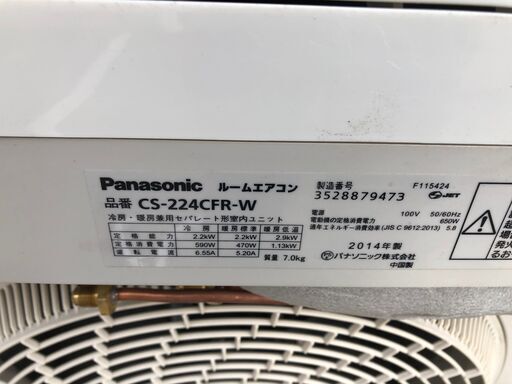 Panasonic ルームエアコン
品番 CS-224CFR-W
冷房・暖房兼用セパレート形室内ユニット
冷房 暖房標準 暖房低温
定格能力 2.2kW 2.2kW 2.9kW
定格消費電力 590W 470W 1.13kW
運転電流 6.55A 5.20A
質量 7.0kg
製造番号 F115424
3528879473 JET
電源 100V 50/60Hz
電動機の定格消費電力 650W
通年エネルギー消費効率(JIS C 9612:2013) 5.8
2014年製
パナソニック株式会社
中国製